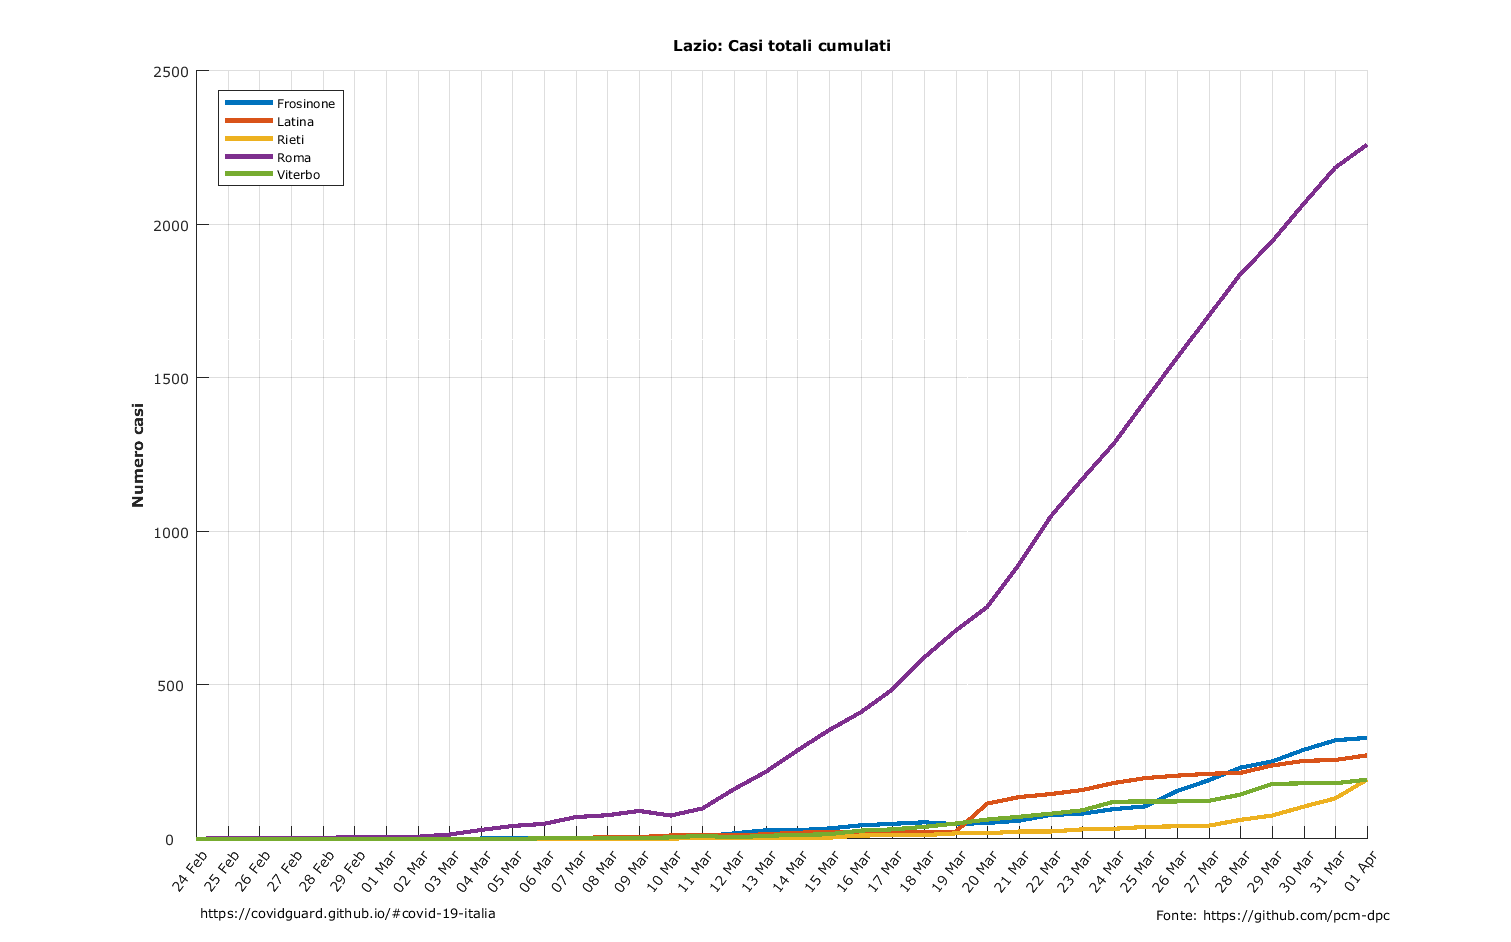 Lazio: Casi totali cumulati
2500
2000
1500
1000
500
0
Numero casi
Frosinone
Latina
Rieti
Roma
Viterbo
24 Feb
25 Feb
26 Feb
27 Feb
28 Feb
29 Feb
01 Mar
02 Mar
03 Mar
04 Mar
05 Mar
06 Mar
07 Mar
08 Mar
09 Mar
10 Mar
11 Mar
12 Mar
13 Mar
14 Mar
15 Mar
16 Mar
17 Mar
18 Mar
19 Mar
20 Mar
21 Mar
22 Mar
23 Mar
24 Mar
25 Mar
26 Mar
27 Mar
28 Mar
29 Mar
30 Mar
31 Mar
01 Apr
https://covidguard.github.io/#covid-19-italia
Fonte: https://github.com/pcm-dpc